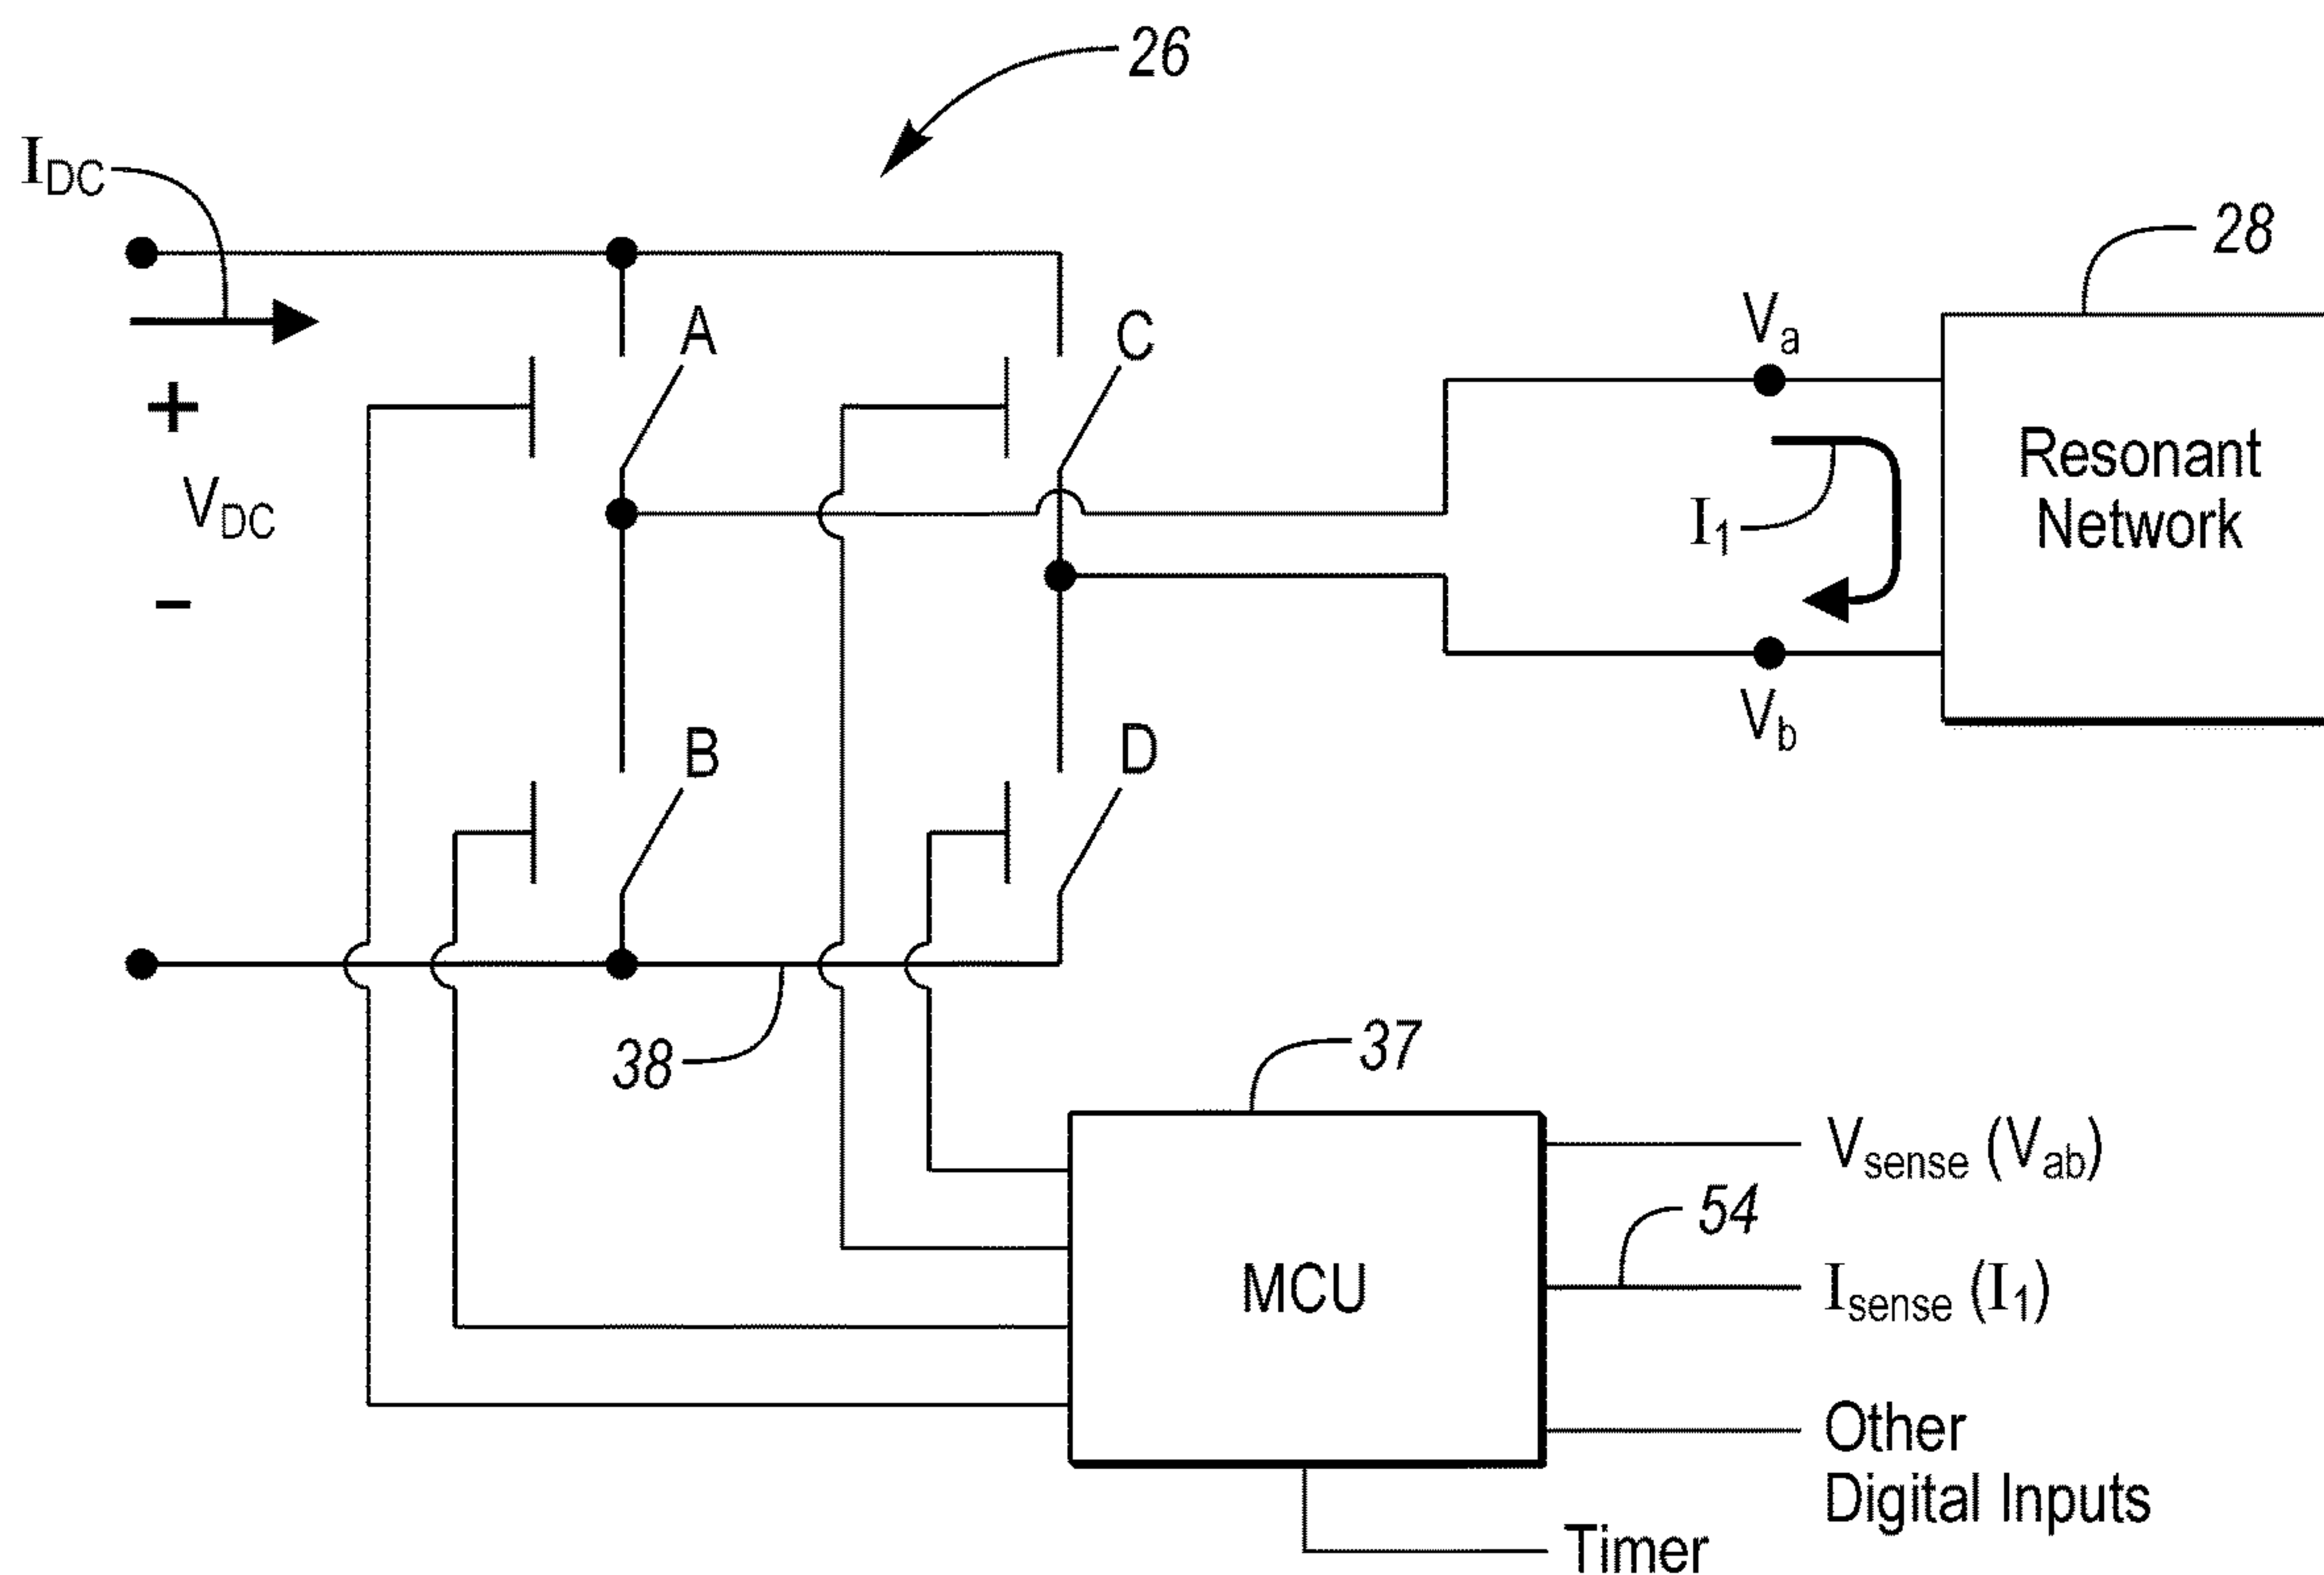 26
I_DC
28
A
C
V_a
+
V_DC
Resonant
Network
I_1
−
V_b
B
D
38
37
V_sense (V_ab)
54
MCU
I_sense (I_1)
Other
Digital Inputs
Timer